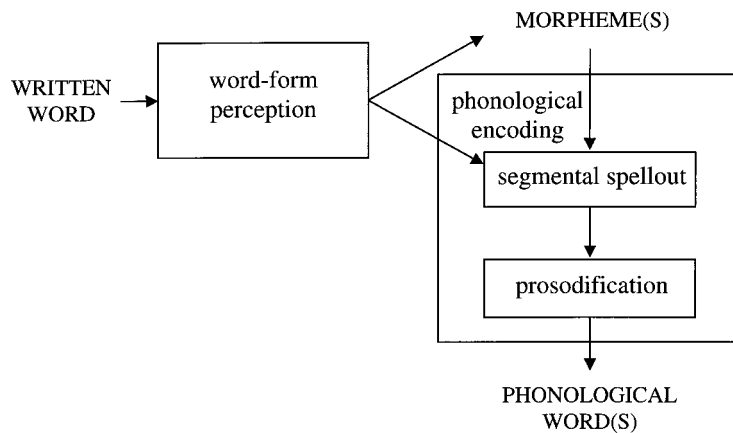 WRITTEN
WORD
word-form
perception
MORPHEME(S)
phonological
encoding
segmental spellout
prosodification
PHONOLOGICAL
WORD(S)